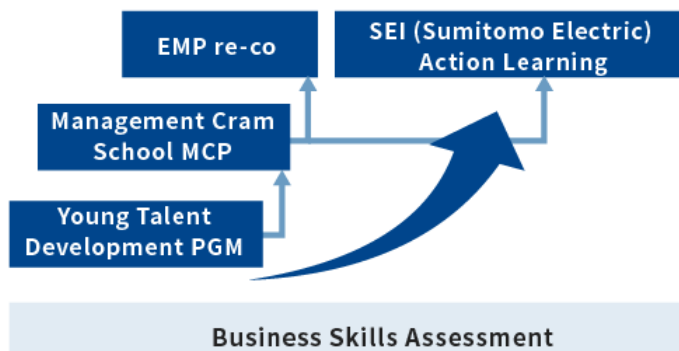 EMP re-co
SEI (Sumitomo Electric)
Action Learning
Management Cram
School MCP
Young Talent
Development PGM
Business Skills Assessment